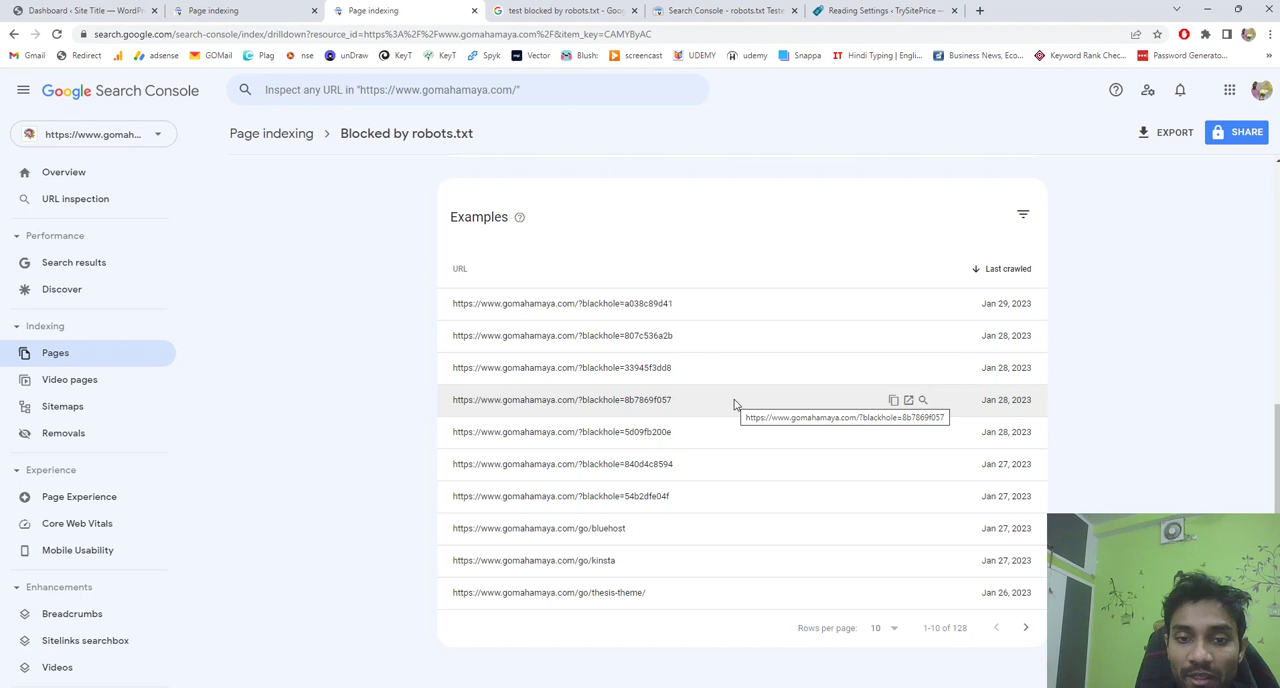 Dashboard ‹ Site Title — WordPr
Page indexing
Page indexing
test blocked by robots.txt - Goo
Search Console - robots.txt Teste
Reading Settings ‹ TrySitePrice —
search.google.com/search-console/index/drilldown?resource_id=https%3A%2F%2Fwww.gomahamaya.com%2F&item_key=CAMYByAC
Gmail
Redirect
adsense
GOMail
Plag
nse
unDraw
KeyT
KeyT
Spyk
Vector
Blush:
screencast
UDEMY
udemy
Snappa
Hindi Typing | Engli...
Business News, Eco...
Keyword Rank Chec...
Password Generato...
Google Search Console
Inspect any URL in "https://www.gomahamaya.com/"
https://www.gomah...
Page indexing
Blocked by robots.txt
EXPORT
SHARE
Overview
URL inspection
Performance
Search results
Discover
Indexing
Pages
Video pages
Sitemaps
Removals
Experience
Page Experience
Core Web Vitals
Mobile Usability
Enhancements
Breadcrumbs
Sitelinks searchbox
Videos
Examples
URL
Last crawled
https://www.gomahamaya.com/?blackhole=a038c89d41
Jan 29, 2023
https://www.gomahamaya.com/?blackhole=807c536a2b
Jan 28, 2023
https://www.gomahamaya.com/?blackhole=33945f3dd8
Jan 28, 2023
https://www.gomahamaya.com/?blackhole=8b7869f057
Jan 28, 2023
https://www.gomahamaya.com/?blackhole=8b7869f057
https://www.gomahamaya.com/?blackhole=5d09fb200e
Jan 28, 2023
https://www.gomahamaya.com/?blackhole=840d4c8594
Jan 27, 2023
https://www.gomahamaya.com/?blackhole=54b2dfe04f
Jan 27, 2023
https://www.gomahamaya.com/go/bluehost
Jan 27, 2023
https://www.gomahamaya.com/go/kinsta
Jan 27, 2023
https://www.gomahamaya.com/go/thesis-theme/
Jan 26, 2023
Rows per page:
10
1-10 of 128